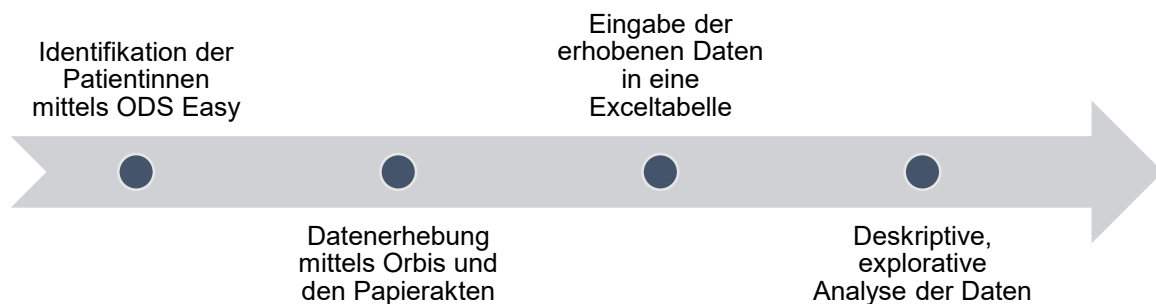 Identifikation der
Patientinnen
mittels ODS Easy
Datenerhebung
mittels Orbis und
den Papierakten
Eingabe der
erhobenen Daten
in eine
Exceltabelle
Deskriptive,
explorative
Analyse der Daten